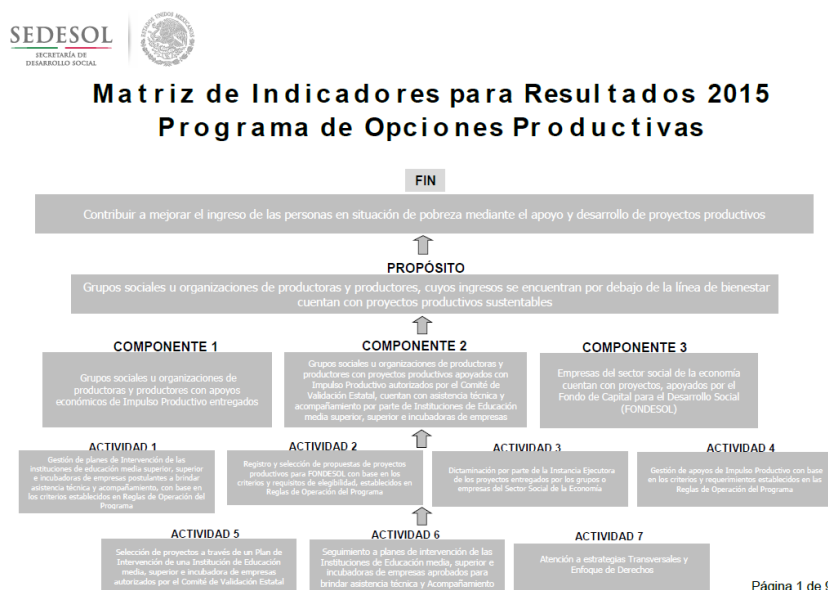 SEDESOL
SECRETARÍA DE
DESARROLLO SOCIAL
ESTADOS UNIDOS MEXICANOS
Matriz de Indicadores para Resultados 2015
Programa de Opciones Productivas
FIN
Contribuir a mejorar el ingreso de las personas en situación de pobreza mediante el apoyo y desarrollo de proyectos productivos
PROPÓSITO
Grupos sociales u organizaciones de productoras y productores, cuyos ingresos se encuentran por debajo de la línea de bienestar
cuentan con proyectos productivos sustentables
COMPONENTE 1
Grupos sociales u organizaciones de
productoras y productores con apoyos
económicos de Impulso Productivo entregados
COMPONENTE 2
Grupos sociales u organizaciones de productoras y
productores con proyectos productivos apoyados con
Impulso Productivo autorizados por el Comité de
Validación Estatal, cuentan con asistencia técnica y
acompañamiento por parte de Instituciones de Educación
media superior, superior e incubadoras de empresas
COMPONENTE 3
Empresas del sector social de la economía
cuentan con proyectos, apoyados por el
Fondo de Capital para el Desarrollo Social
(FONDESOL)
ACTIVIDAD 1
Gestión de planes de Intervención de las
instituciones de educación media superior, superior
e incubadoras de empresas postulantes a brindar
asistencia técnica y acompañamiento, con base en
los criterios establecidos en Reglas de Operación del
Programa
ACTIVIDAD 2
Registro y selección de propuestas de proyectos
productivos para FONDESOL con base en los
criterios y requisitos de elegibilidad, establecidos en
Reglas de Operación del Programa
ACTIVIDAD 3
Dictaminación por parte de la Instancia Ejecutora
de los proyectos entregados por los grupos o
empresas del Sector Social de la Economía
ACTIVIDAD 4
Gestión de apoyos de Impulso Productivo con base
en los criterios y requerimientos establecidos en las
Reglas de Operación del Programa
ACTIVIDAD 5
Selección de proyectos a través de un Plan de
Intervención de una Institución de Educación
media, superior e incubadora de empresas
autorizados por el Comité de Validación Estatal
ACTIVIDAD 6
Seguimiento a planes de intervención de las
Instituciones de Educación media, superior e
incubadoras de empresas aprobados para
brindar asistencia técnica y Acompañamiento
ACTIVIDAD 7
Atención a estrategias Transversales y
Enfoque de Derechos
Página 1 de 9